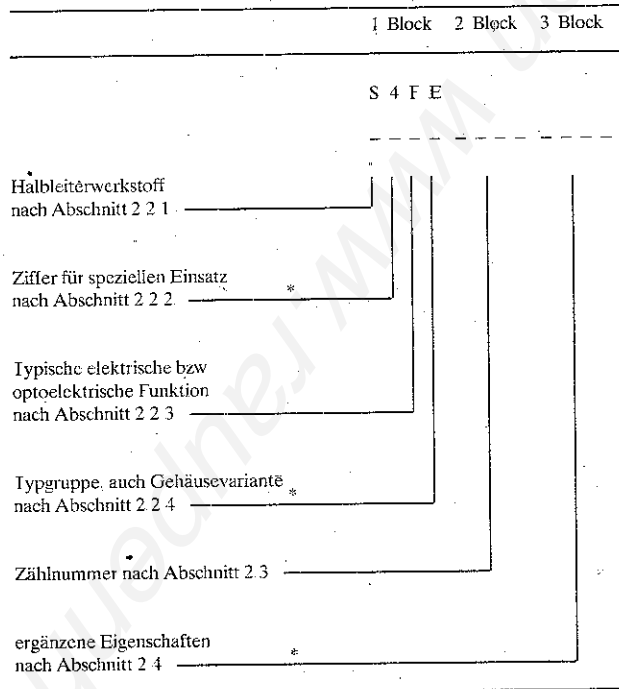 1 Block 2 Block 3 Block
S 4 F E
– – – – – – – – – – – –
Halbleiterwerkstoff
nach Abschnitt 2 2 1
Ziffer für speziellen Einsatz
nach Abschnitt 2 2 2 *
Typische elektrische bzw
optoelektrische Funktion
nach Abschnitt 2 2 3
Typgruppe, auch Gehäusevariante
nach Abschnitt 2 2 4 *
Zählnummer nach Abschnitt 2.3
ergänzene Eigenschaften
nach Abschnitt 2 4 *